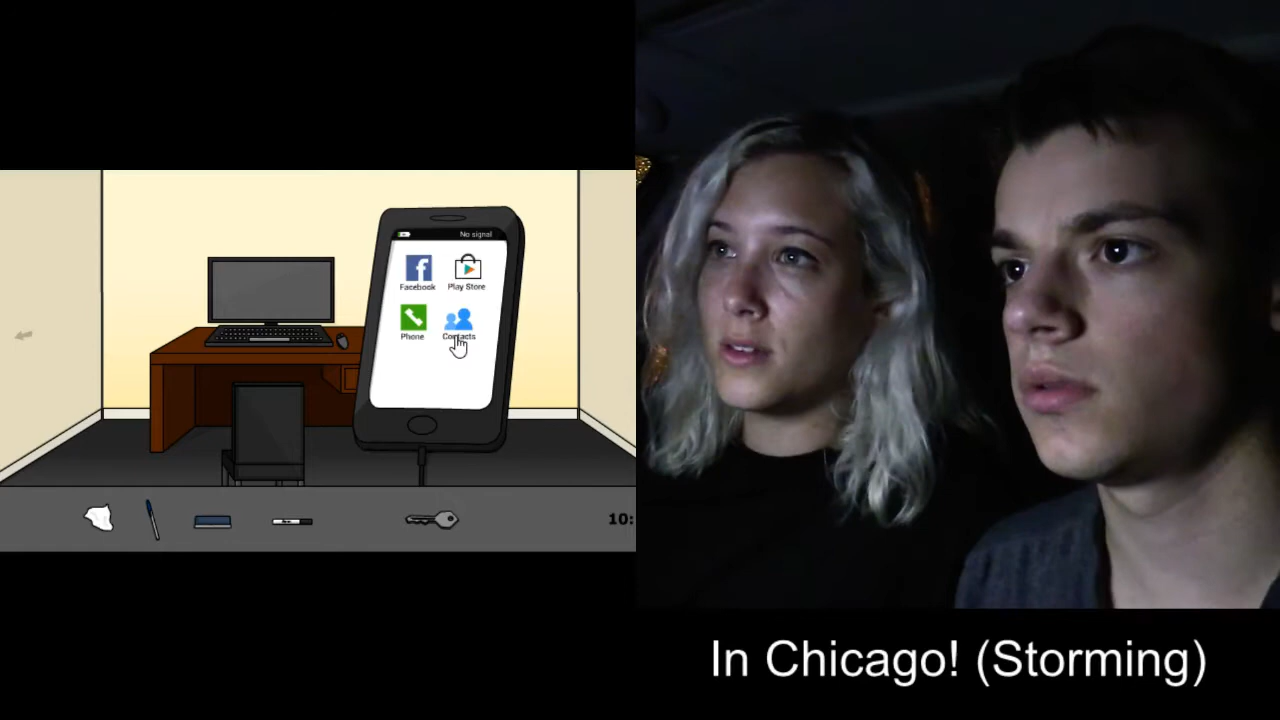 No signal
Facebook
Play Store
Phone
Contacts
10:
In Chicago! (Storming)